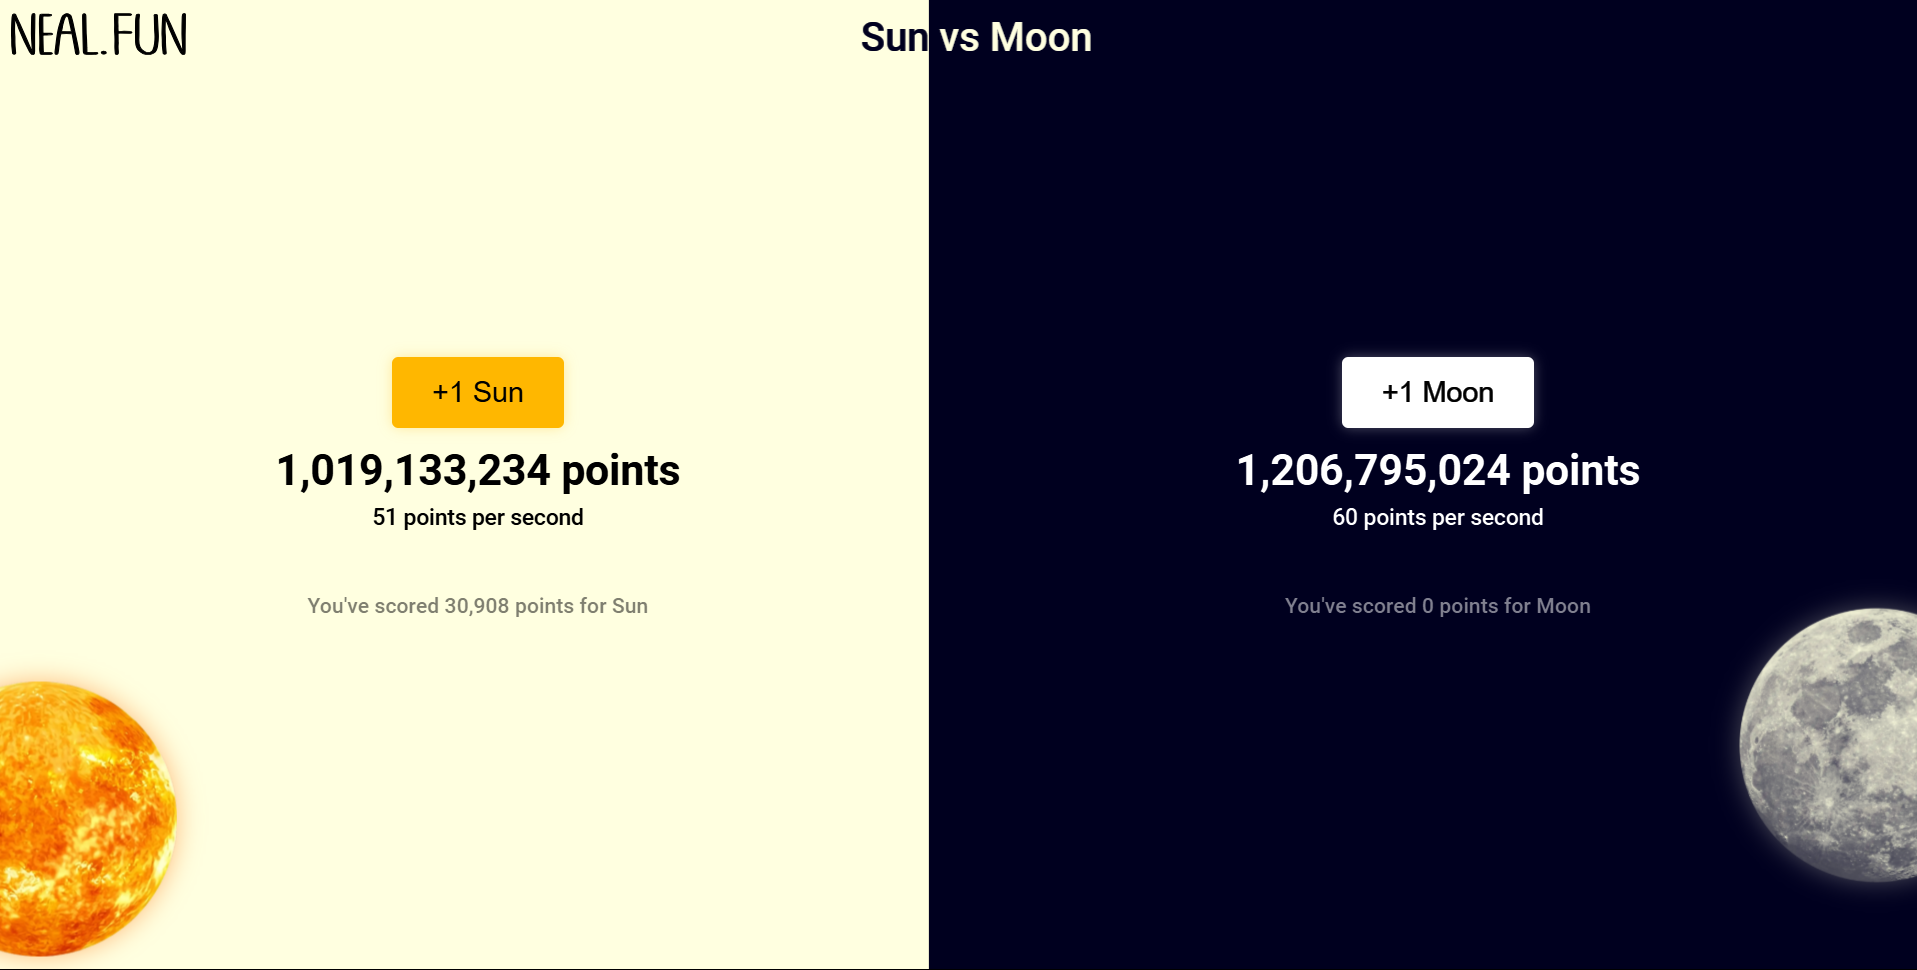 NEAL.FUN
Sun vs Moon
+1 Sun
1,019,133,234 points
51 points per second
You've scored 30,908 points for Sun
+1 Moon
1,206,795,024 points
60 points per second
You've scored 0 points for Moon